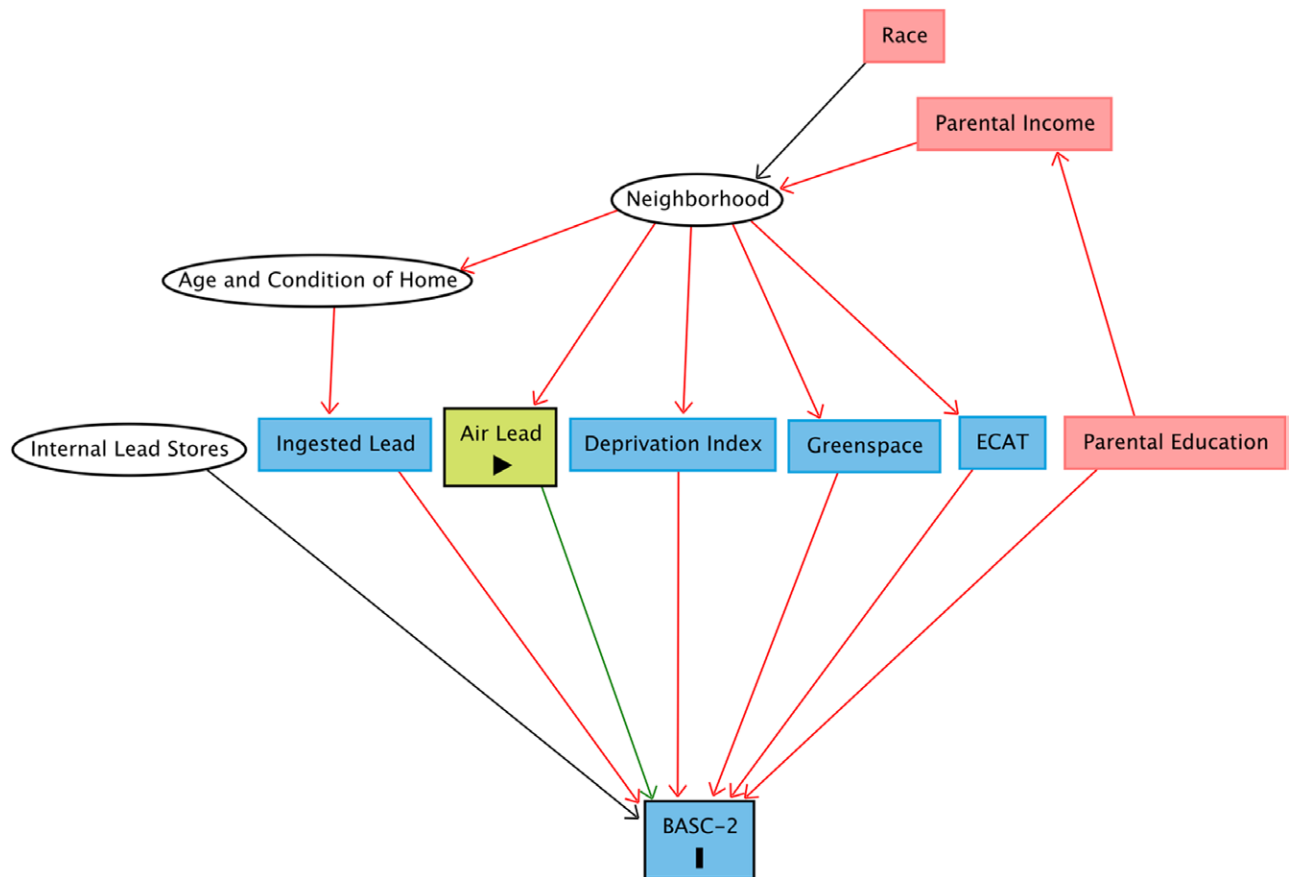 Race
Parental Income
Neighborhood
Age and Condition of Home
Internal Lead Stores
Ingested Lead
Air Lead
Deprivation Index
Greenspace
ECAT
Parental Education
BASC-2